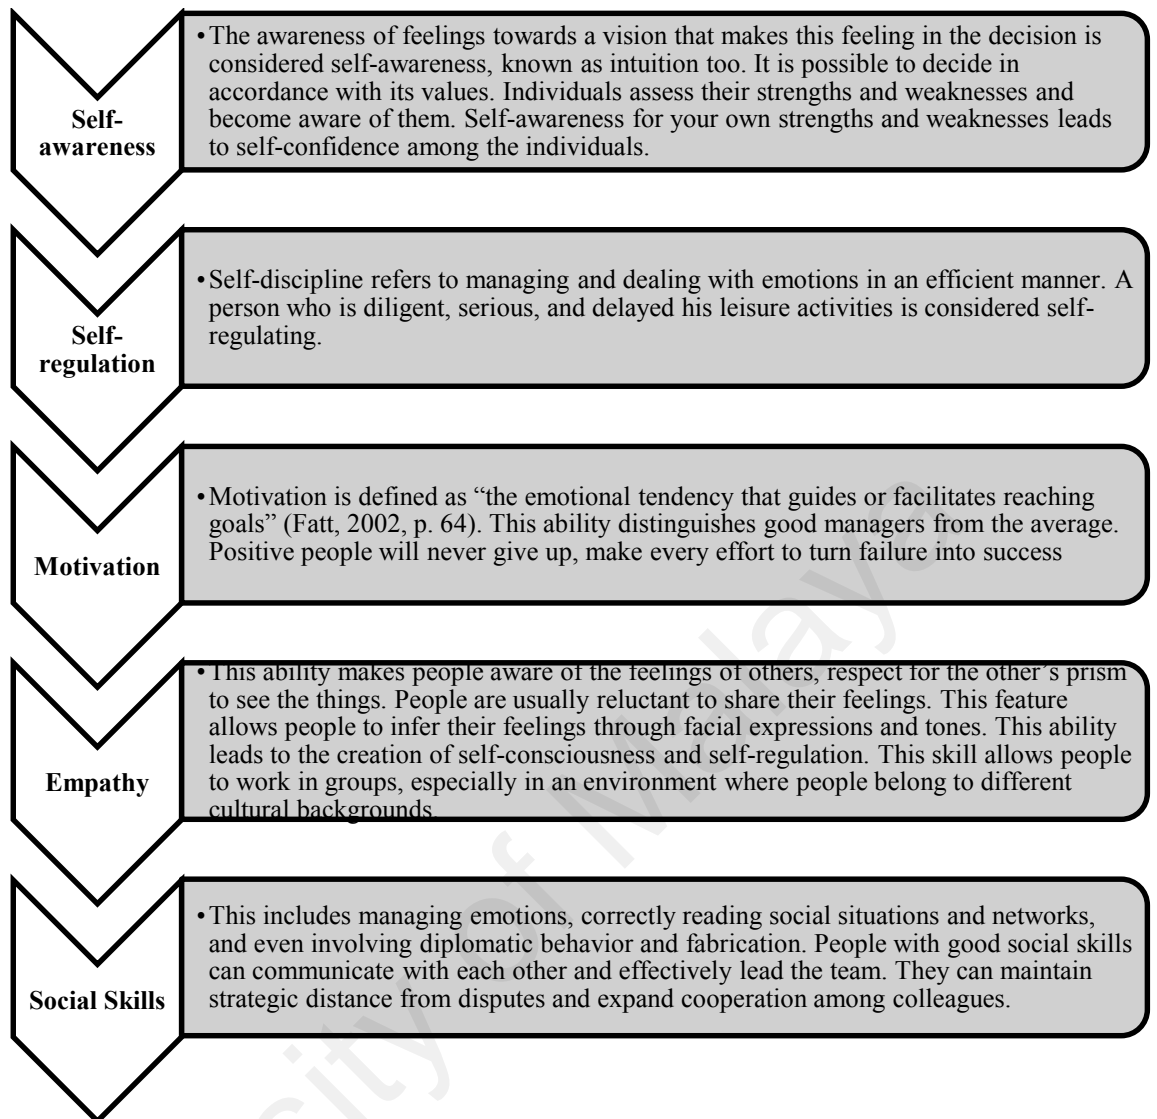 Self-
awareness
•The awareness of feelings towards a vision that makes this feeling in the decision is
considered self-awareness, known as intuition too. It is possible to decide in
accordance with its values. Individuals assess their strengths and weaknesses and
become aware of them. Self-awareness for your own strengths and weaknesses leads
to self-confidence among the individuals.
Self-
regulation
•Self-discipline refers to managing and dealing with emotions in an efficient manner. A
person who is diligent, serious, and delayed his leisure activities is considered self-
regulating.
Motivation
•Motivation is defined as “the emotional tendency that guides or facilitates reaching
goals” (Fatt, 2002, p. 64). This ability distinguishes good managers from the average.
Positive people will never give up, make every effort to turn failure into success
Empathy
•This ability makes people aware of the feelings of others, respect for the other’s prism
to see the things. People are usually reluctant to share their feelings. This feature
allows people to infer their feelings through facial expressions and tones. This ability
leads to the creation of self-consciousness and self-regulation. This skill allows people
to work in groups, especially in an environment where people belong to different
cultural backgrounds.
Social Skills
•This includes managing emotions, correctly reading social situations and networks,
and even involving diplomatic behavior and fabrication. People with good social skills
can communicate with each other and effectively lead the team. They can maintain
strategic distance from disputes and expand cooperation among colleagues.
sity of Malaya